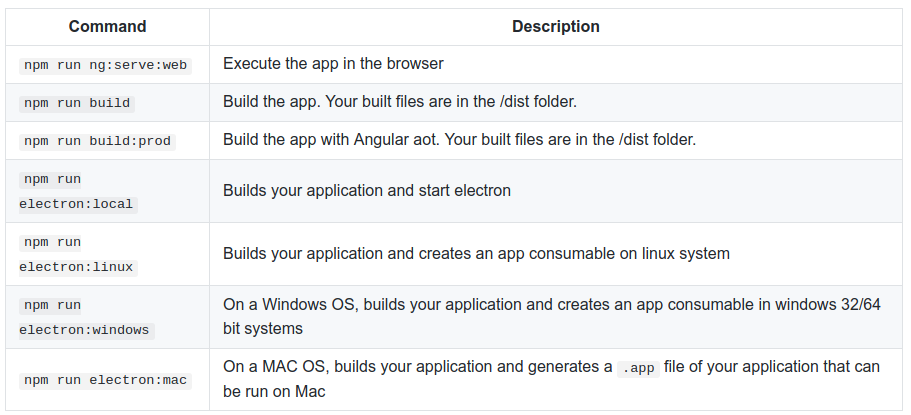 Command Description
npm run ng:serve:web Execute the app in the browser
npm run build Build the app. Your built files are in the /dist folder.
npm run build:prod Build the app with Angular aot. Your built files are in the /dist folder.
npm run
electron:local
Builds your application and start electron
npm run
electron:linux
Builds your application and creates an app consumable on linux system
npm run
electron:windows
On a Windows OS, builds your application and creates an app consumable in windows 32/64
bit systems
npm run electron:mac
On a MAC OS, builds your application and generates a .app file of your application that can
be run on Mac